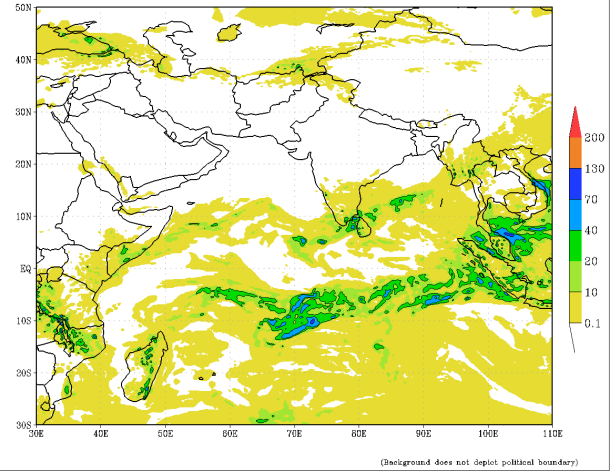 50N
40N
30N
20N
10N
EQ
10S
20S
30S
30E 40E 50E 60E 70E 80E 90E 100E 110E
200
130
70
40
20
10
0.1
(Background does not depict political boundary)